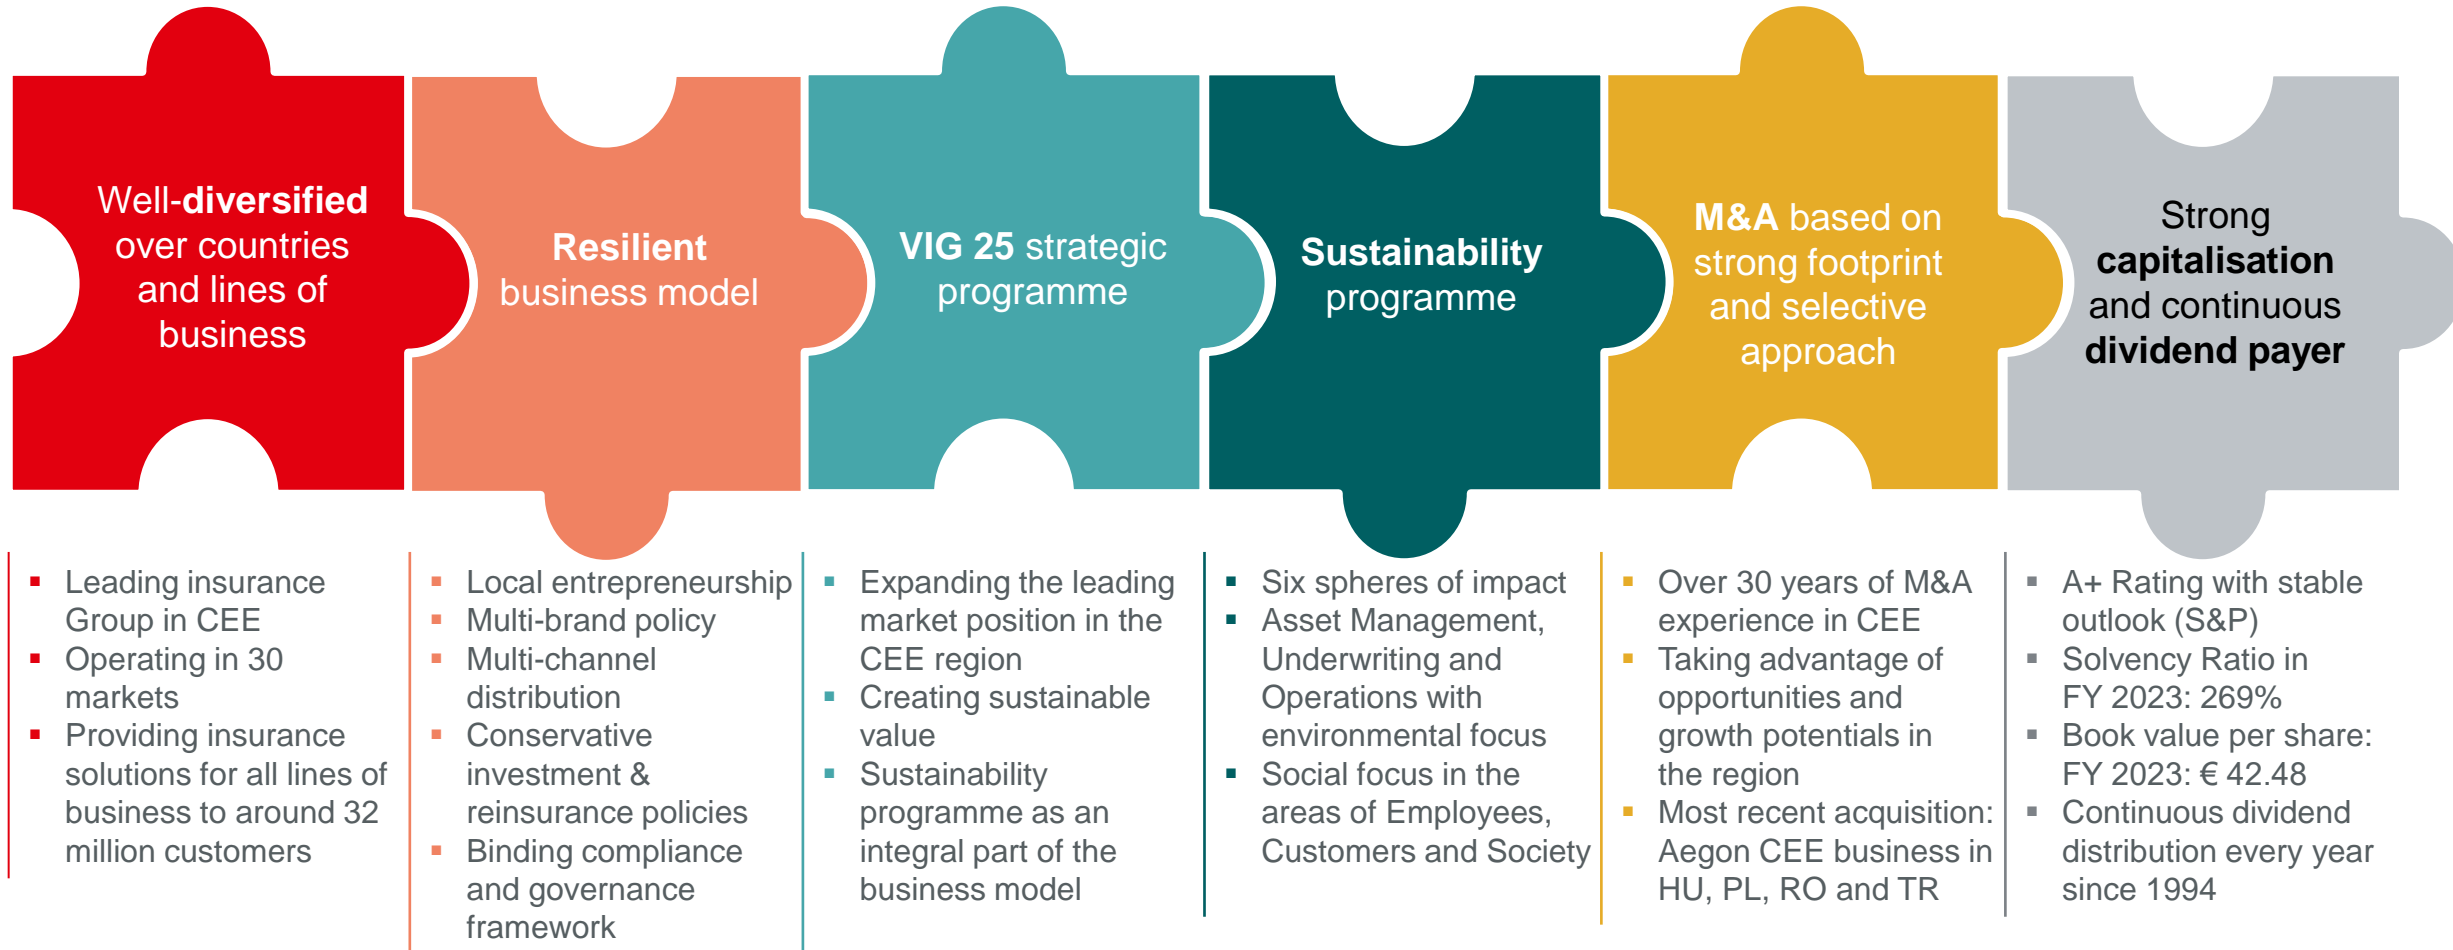 Well-diversified
over countries
and lines of
business
Resilient
business model
VIG 25 strategic
programme
Sustainability
programme
M&A based on
strong footprint
and selective
approach
Strong
capitalisation
and continuous
dividend payer
▪ Leading insurance
Group in CEE
▪ Operating in 30
markets
▪ Providing insurance
solutions for all lines of
business to around 32
million customers
▪ Local entrepreneurship
▪ Multi-brand policy
▪ Multi-channel
distribution
▪ Conservative
investment &
reinsurance policies
▪ Binding compliance
and governance
framework
▪ Expanding the leading
market position in the
CEE region
▪ Creating sustainable
value
▪ Sustainability
programme as an
integral part of the
business model
▪ Six spheres of impact
▪ Asset Management,
Underwriting and
Operations with
environmental focus
▪ Social focus in the
areas of Employees,
Customers and Society
▪ Over 30 years of M&A
experience in CEE
▪ Taking advantage of
opportunities and
growth potentials in
the region
▪ Most recent acquisition:
Aegon CEE business in
HU, PL, RO and TR
▪ A+ Rating with stable
outlook (S&P)
▪ Solvency Ratio in
FY 2023: 269%
▪ Book value per share:
FY 2023: € 42.48
▪ Continuous dividend
distribution every year
since 1994